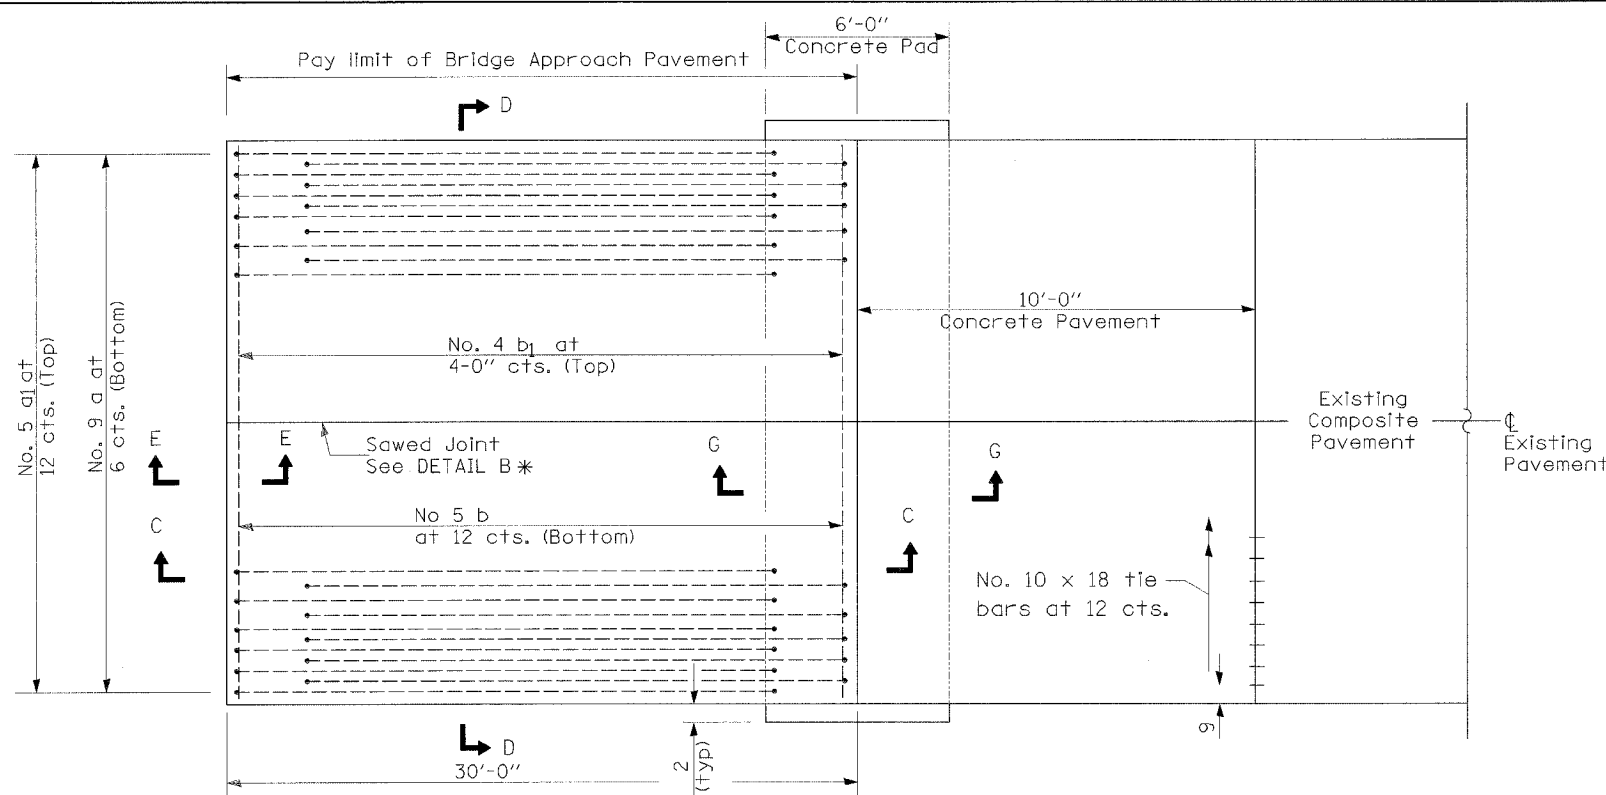 6'-0"
Concrete Pad
Pay limit of Bridge Approach Pavement
D
No. 5 a1 at
12 cts. (Top)
No. 9 a at
6 cts. (Bottom)
10'-0"
Concrete Pavement
No. 4 b1 at
4-0" cts. (Top)
Existing
Composite
Pavement
℄
Existing
Pavement
E
E
Sawed Joint
See DETAIL B *
G
G
C
No 5 b
at 12 cts. (Bottom)
C
No. 10 x 18 tie
bars at 12 cts.
9
D
30'-0"
2
(typ)